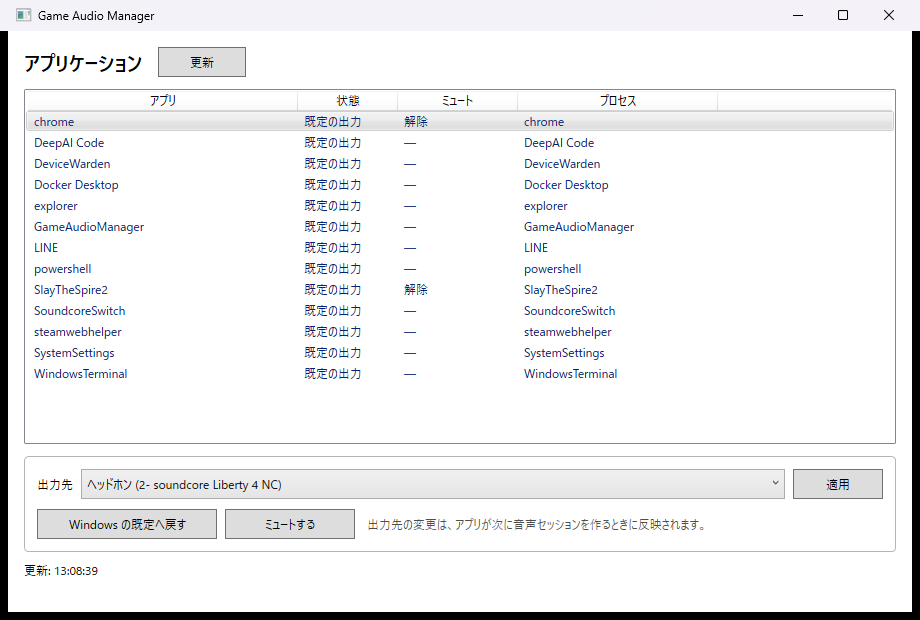 Game Audio Manager
アプリケーション 更新
アプリ 状態 ミュート プロセス
chrome 既定の出力 解除 chrome
DeepAI Code 既定の出力 — DeepAI Code
DeviceWarden 既定の出力 — DeviceWarden
Docker Desktop 既定の出力 — Docker Desktop
explorer 既定の出力 — explorer
GameAudioManager 既定の出力 — GameAudioManager
LINE 既定の出力 — LINE
powershell 既定の出力 — powershell
SlayTheSpire2 既定の出力 解除 SlayTheSpire2
SoundcoreSwitch 既定の出力 — SoundcoreSwitch
steamwebhelper 既定の出力 — steamwebhelper
SystemSettings 既定の出力 — SystemSettings
WindowsTerminal 既定の出力 — WindowsTerminal
出力先 ヘッドホン (2- soundcore Liberty 4 NC) 適用
Windows の既定へ戻す ミュートする 出力先の変更は、アプリが次に音声セッションを作るときに反映されます。
更新: 13:08:39